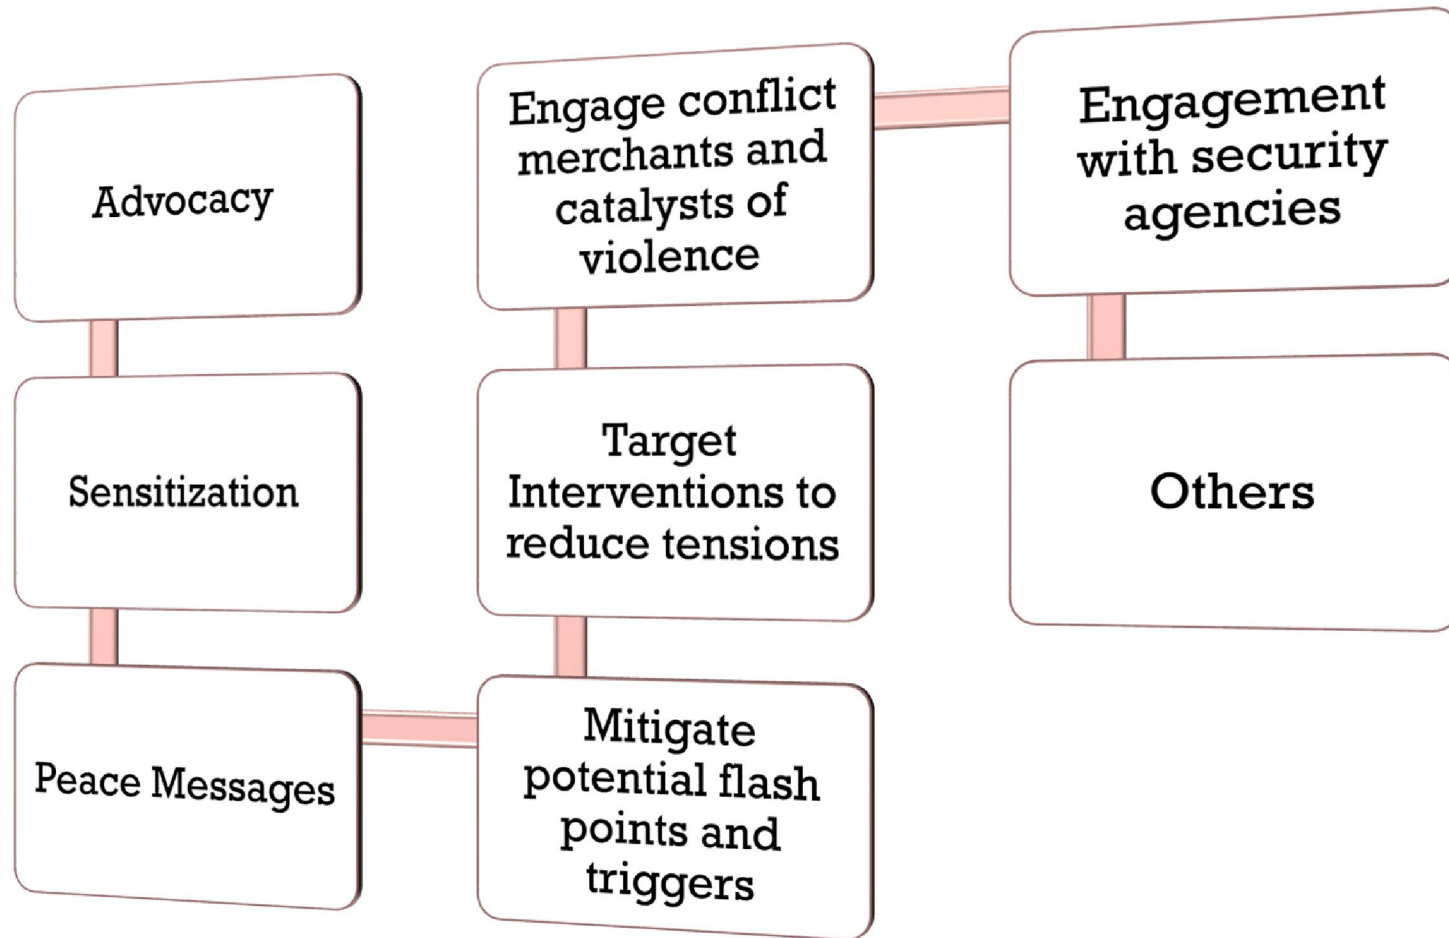 Advocacy
Sensitization
Peace Messages
Mitigate
potential flash
points and
triggers
Target
Interventions to
reduce tensions
Engage conflict
merchants and
catalysts of
violence
Engagement
with security
agencies
Others